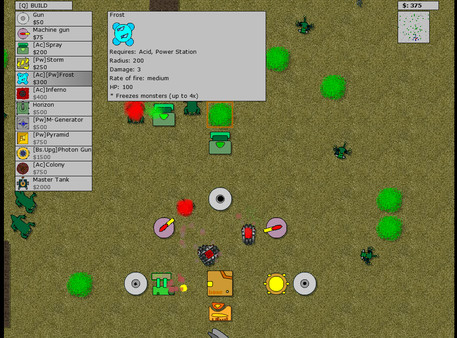 [Q] BUILD
Gun
$50
Machine gun
$75
[Ac]Spray
$200
[Pw]Storm
$250
[Ac][Pw]Frost
$300
[Ac]Inferno
$400
Horizon
$500
[Pw]M-Generator
$500
[Pw]Pyramid
$750
[Bs.Upg]Photon Gun
$1500
[Ac]Colony
$750
Master Tank
$2000
Frost
Requires: Acid, Power Station
Radius: 200
Damage: 3
Rate of fire: medium
HP: 100
* Freezes monsters (up to 4x)
$: 375